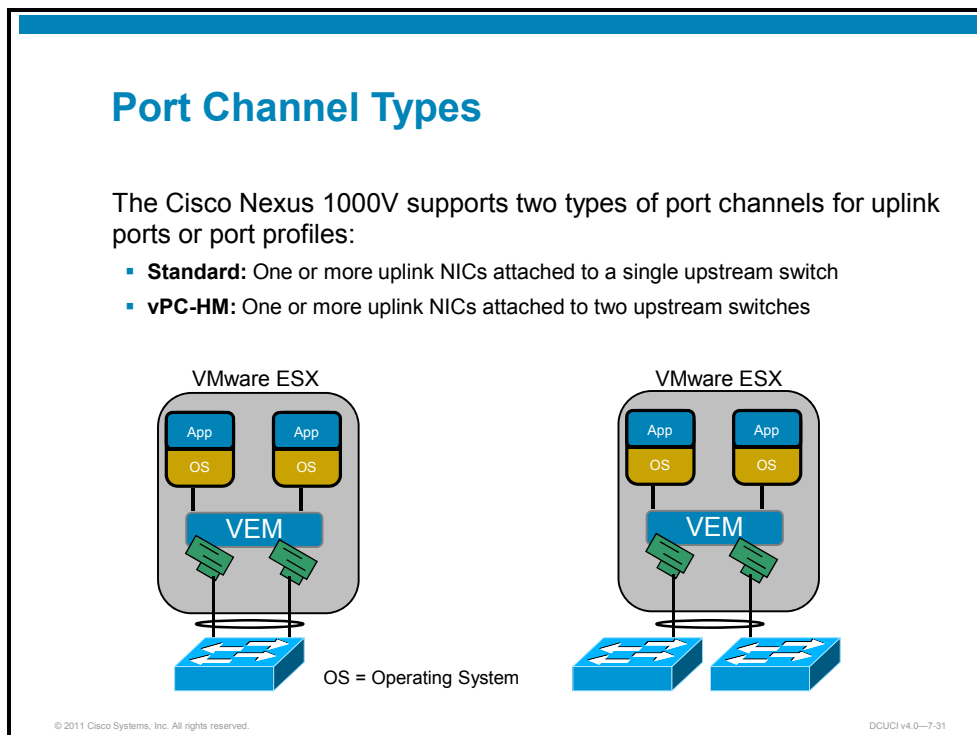 Port Channel Types
The Cisco Nexus 1000V supports two types of port channels for uplink
ports or port profiles:
▪ Standard: One or more uplink NICs attached to a single upstream switch
▪ vPC-HM: One or more uplink NICs attached to two upstream switches
VMware ESX
App
App
OS
OS
VEM
VMware ESX
App
App
OS
OS
VEM
OS = Operating System
© 2011 Cisco Systems, Inc. All rights reserved.
DCUCI v4.0—7-31